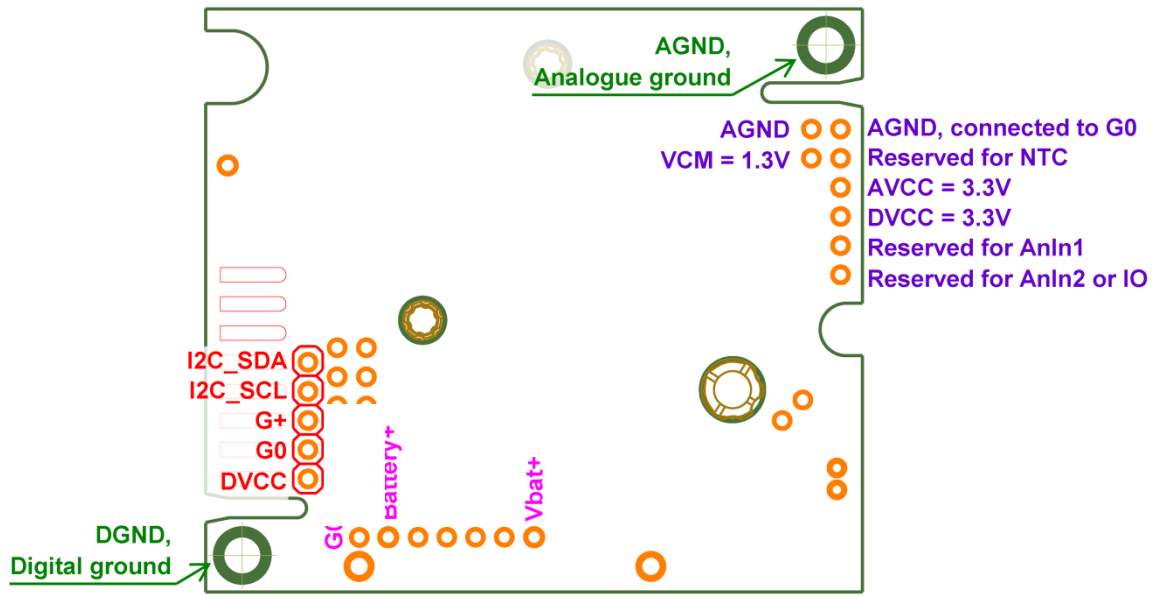 AGND,
Analogue ground
AGND
AGND, connected to G0
VCM = 1.3V
Reserved for NTC
AVCC = 3.3V
DVCC = 3.3V
Reserved for AnIn1
Reserved for AnIn2 or IO
I2C_SDA
I2C_SCL
G+
G0
DVCC
Battery+
Vbat+
DGND,
Digital ground